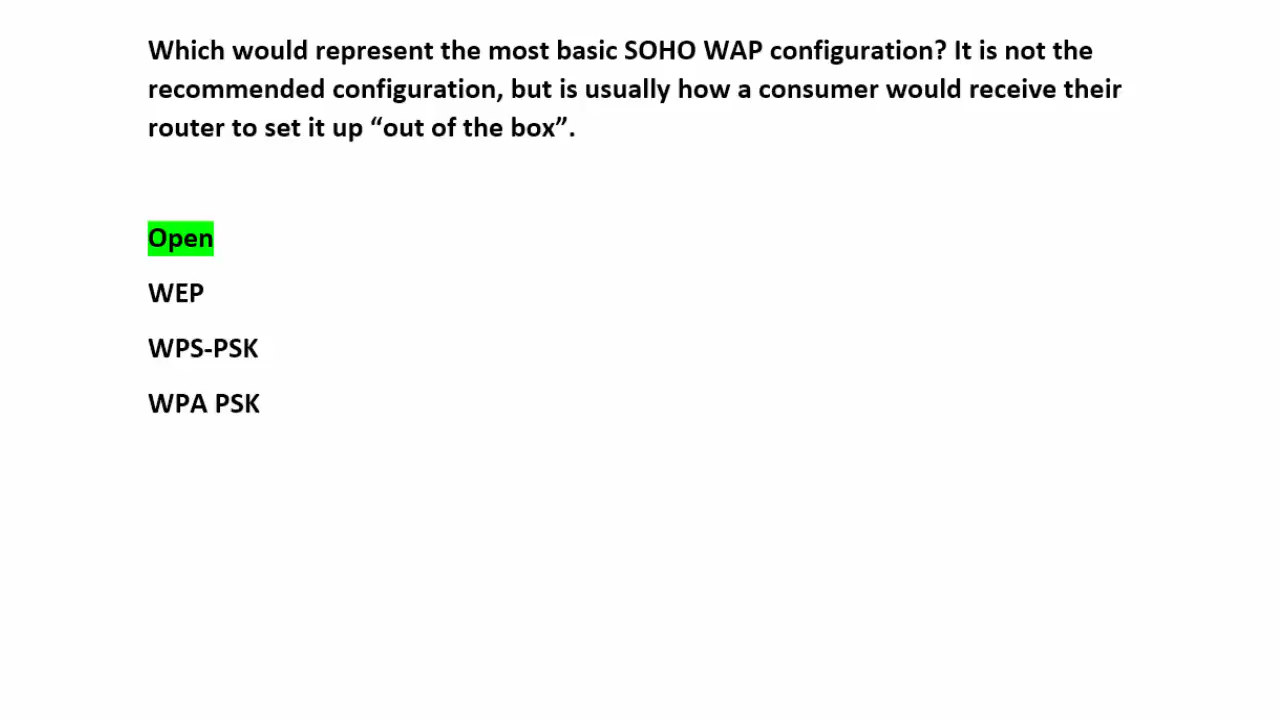 Which would represent the most basic SOHO WAP configuration? It is not the
recommended configuration, but is usually how a consumer would receive their
router to set it up “out of the box”.
Open
WEP
WPS-PSK
WPA PSK